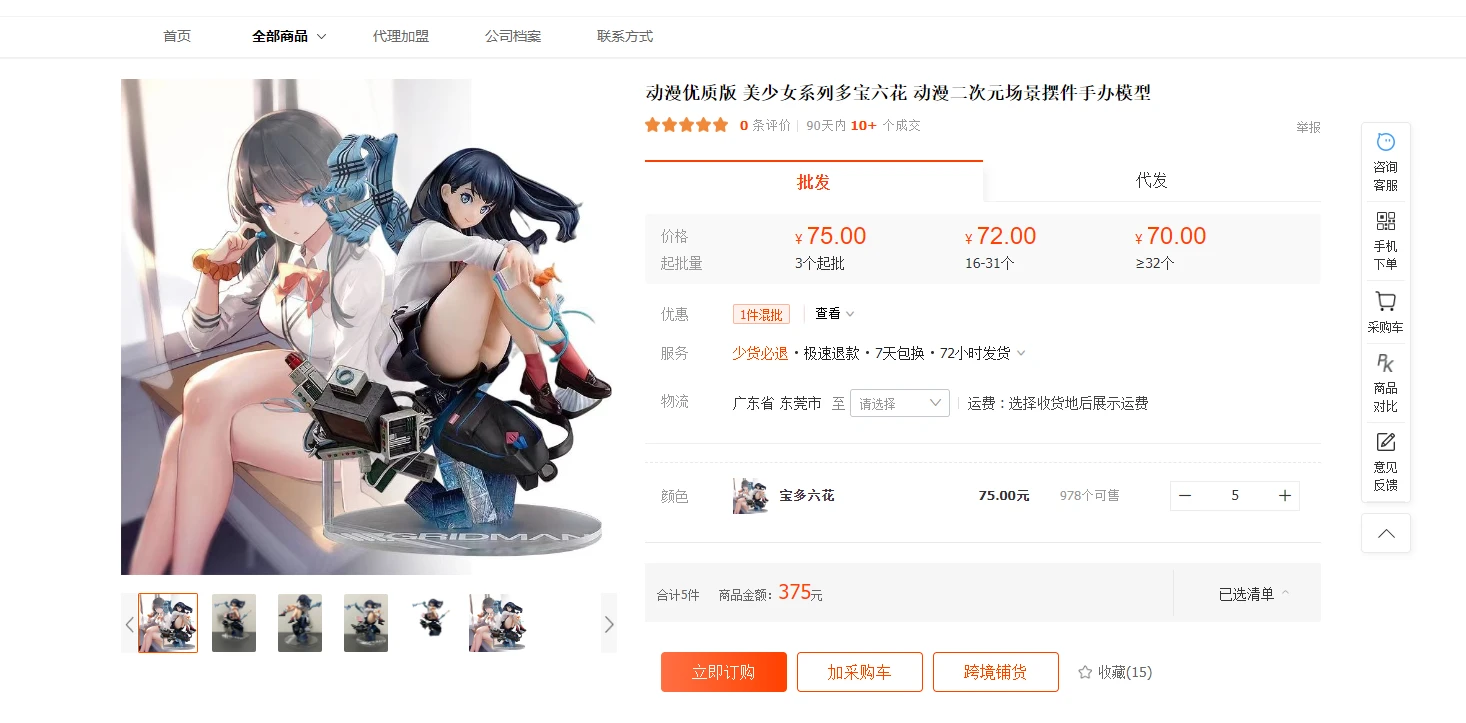 首页 全部商品 代理加盟 公司档案 联系方式
动漫优质版 美少女系列多宝六花 动漫二次元场景摆件手办模型
0 条评价 90天内 10+ 个成交
举报
批发 代发
价格 ¥ 75.00 ¥ 72.00 ¥ 70.00
起批量 3个起批 16-31个 ≥32个
优惠 1件混批 查看
服务 少货必退 · 极速退款 · 7天包换 · 72小时发货
物流 广东省 东莞市 至 请选择 运费：选择收货地后展示运费
颜色 宝多六花 75.00元 978个可售 5
合计5件 商品金额: 375元 已选清单
立即订购 加采购车 跨境铺货 收藏(15)
咨询
客服
手机
下单
采购车
PK
商品
对比
意见
反馈
GRIDMAN